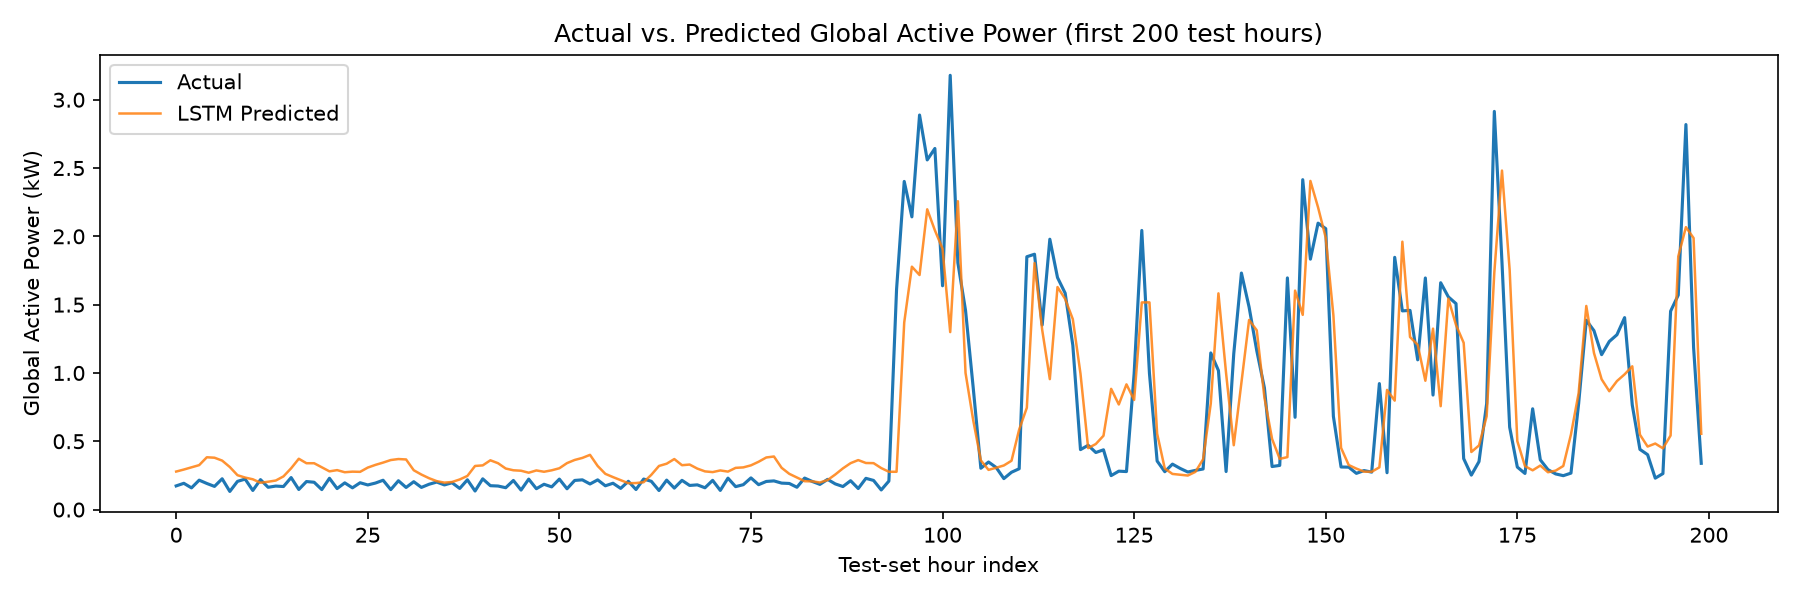 Actual vs. Predicted Global Active Power (first 200 test hours)
Actual
LSTM Predicted
Global Active Power (kW)
3.0
2.5
2.0
1.5
1.0
0.5
0.0
0 25 50 75 100 125 150 175 200
Test-set hour index